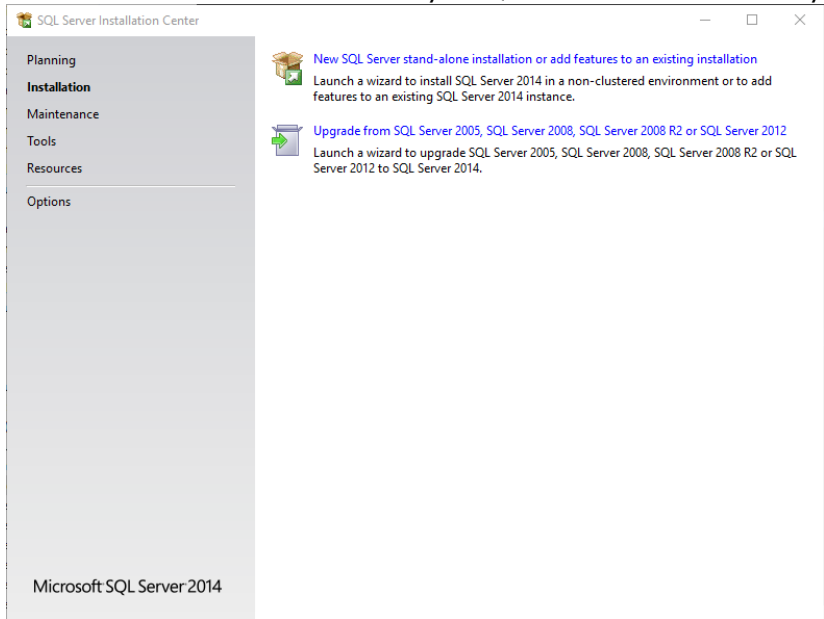 SQL Server Installation Center
Planning
Installation
Maintenance
Tools
Resources
Options
New SQL Server stand-alone installation or add features to an existing installation
Launch a wizard to install SQL Server 2014 in a non-clustered environment or to add
features to an existing SQL Server 2014 instance.
Upgrade from SQL Server 2005, SQL Server 2008, SQL Server 2008 R2 or SQL Server 2012
Launch a wizard to upgrade SQL Server 2005, SQL Server 2008, SQL Server 2008 R2 or SQL
Server 2012 to SQL Server 2014.
Microsoft SQL Server 2014